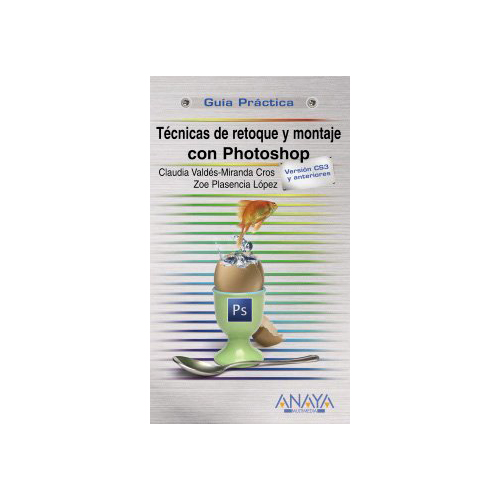 Guía Práctica
Técnicas de retoque y montaje
con Photoshop
Claudia Valdés-Miranda Cros
Zoe Plasencia López
Versión CS3
y anteriores
Ps
ANAYA
MULTIMEDIA